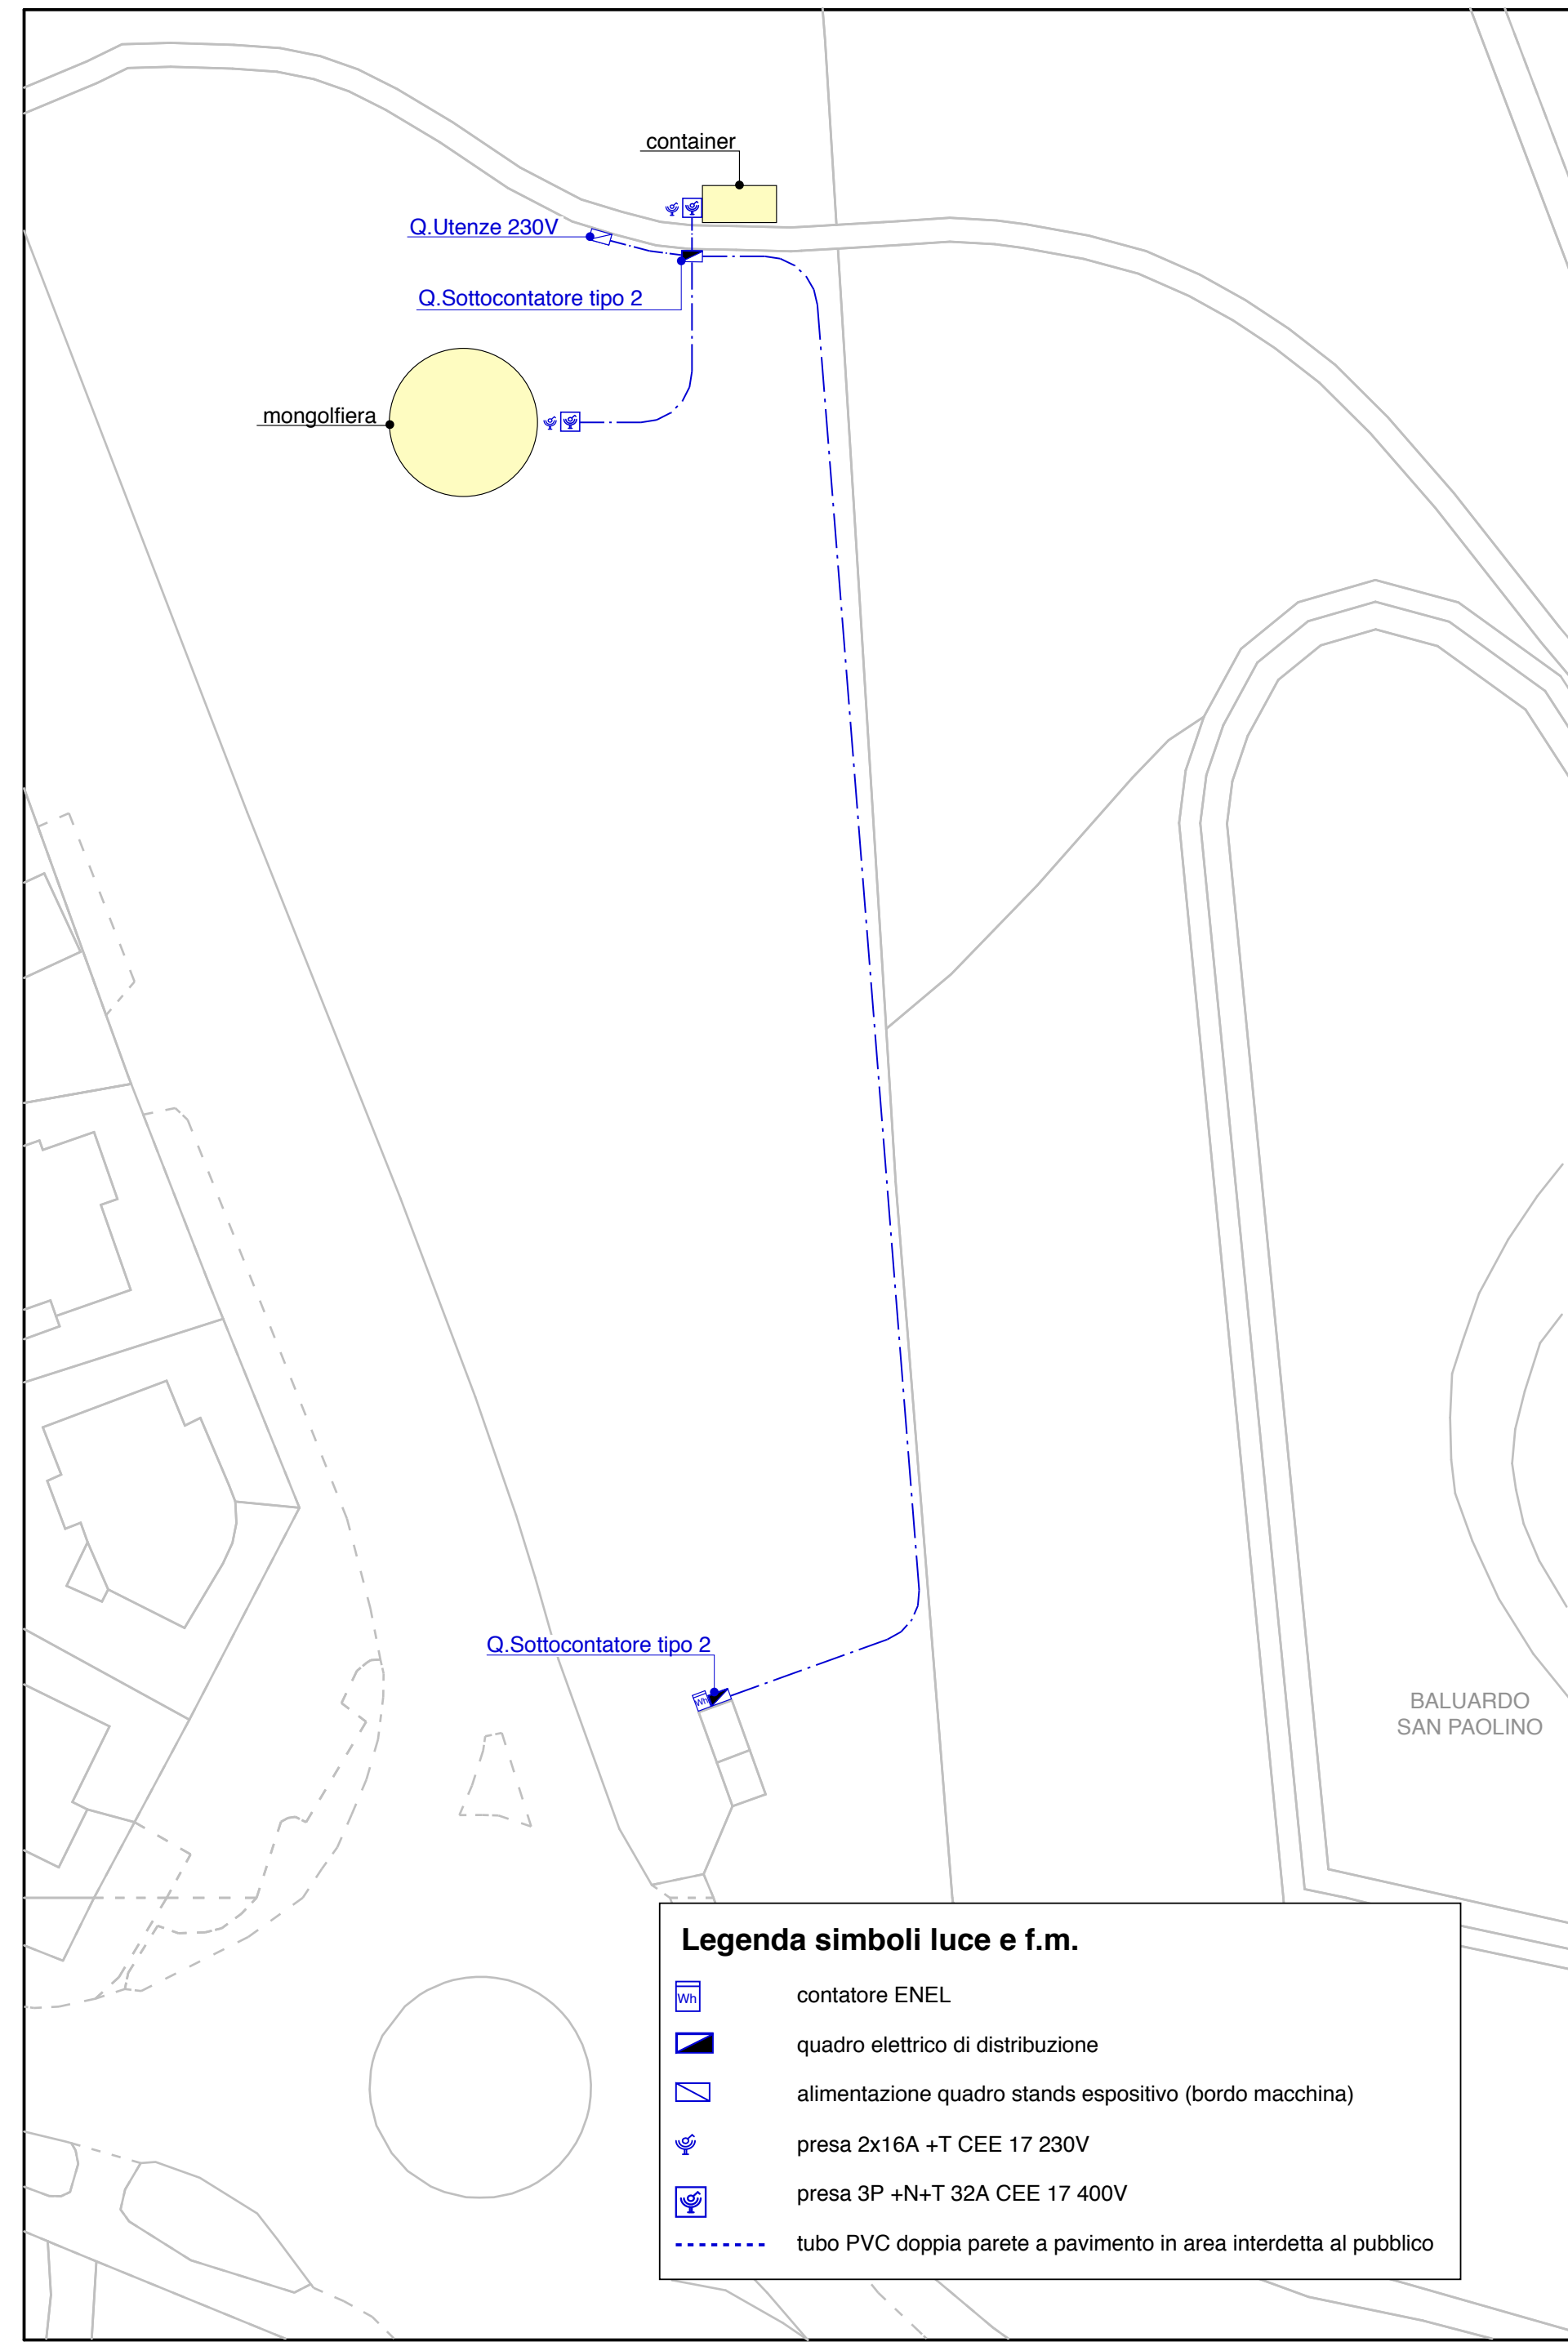 container
Q.Utenze 230V
Q.Sottocontatore tipo 2
mongolfiera
Q.Sottocontatore tipo 2
Wh
BALUARDO
SAN PAOLINO
Legenda simboli luce e f.m.
Wh contatore ENEL
quadro elettrico di distribuzione
alimentazione quadro stands espositivo (bordo macchina)
presa 2x16A +T CEE 17 230V
presa 3P +N+T 32A CEE 17 400V
tubo PVC doppia parete a pavimento in area interdetta al pubblico